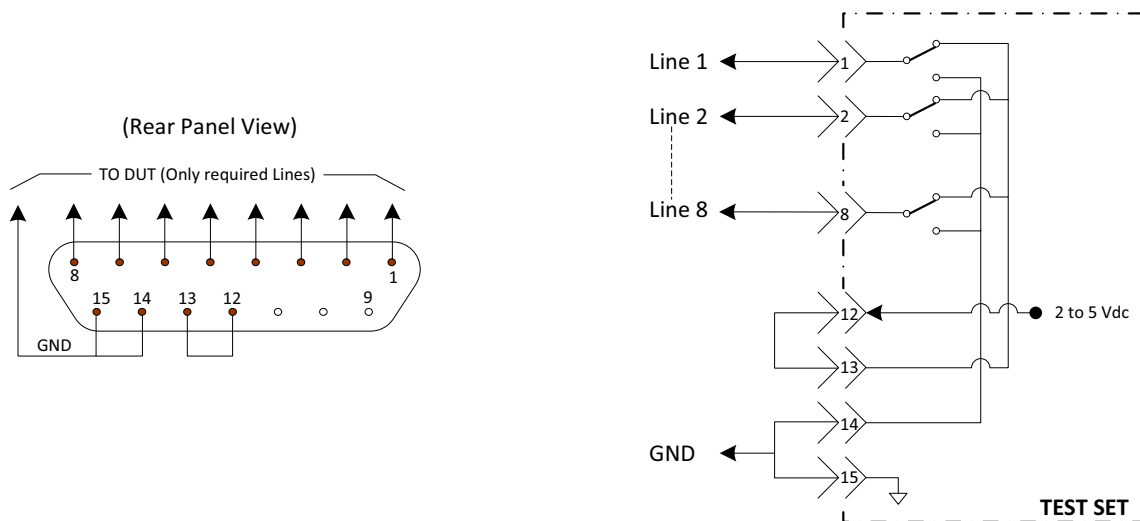 (Rear Panel View)
TO DUT (Only required Lines)
8
1
15
14
13
12
9
GND
Line 1
1
Line 2
2
Line 8
8
12
2 to 5 Vdc
13
14
GND
15
TEST SET